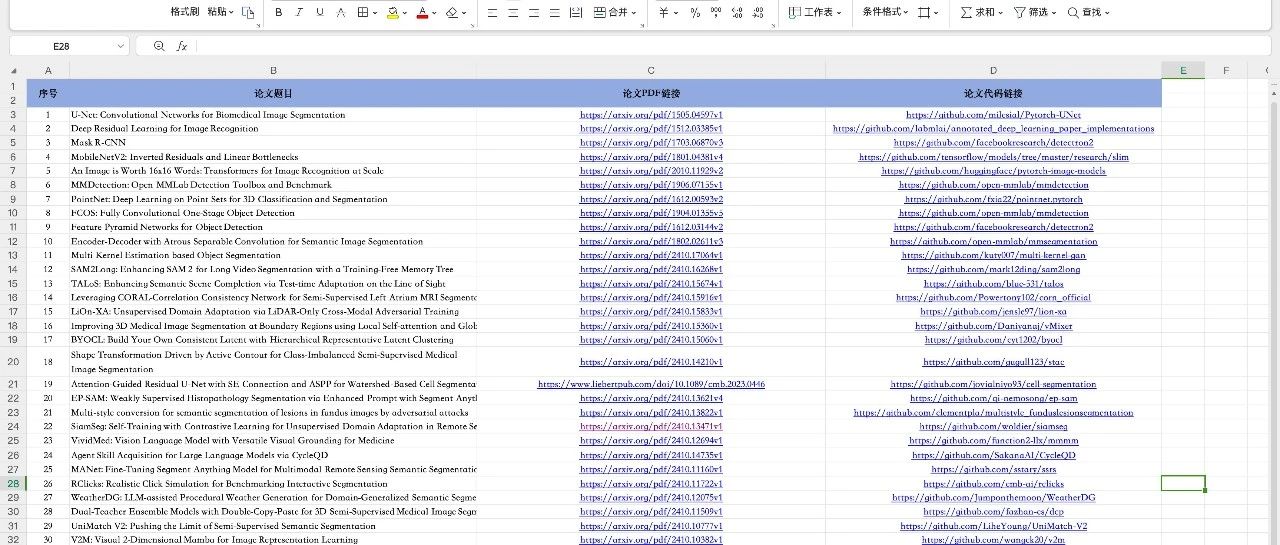 格式刷 粘贴 B I U A A 合并 ¥ % 000 工作表 条件格式 求和 筛选 查找
E28 fx
A B C D E F
1 序号 论文题目 论文PDF链接 论文代码链接
2
3 1 U-Net: Convolutional Networks for Biomedical Image Segmentation https://arxiv.org/pdf/1505.04597v1 https://github.com/milesial/Pytorch-UNet
4 2 Deep Residual Learning for Image Recognition https://arxiv.org/pdf/1512.03385v1 https://github.com/labmlai/annotated_deep_learning_paper_implementations
5 3 Mask R-CNN https://arxiv.org/pdf/1703.06870v3 https://github.com/facebookresearch/detectron2
6 4 MobileNetV2: Inverted Residuals and Linear Bottlenecks https://arxiv.org/pdf/1801.04381v4 https://github.com/tensorflow/models/tree/master/research/slim
7 5 An Image is Worth 16x16 Words: Transformers for Image Recognition at Scale https://arxiv.org/pdf/2010.11929v2 https://github.com/huggingface/pytorch-image-models
8 6 MMDetection: Open MMLab Detection Toolbox and Benchmark https://arxiv.org/pdf/1906.07155v1 https://github.com/open-mmlab/mmdetection
9 7 PointNet: Deep Learning on Point Sets for 3D Classification and Segmentation https://arxiv.org/pdf/1612.00593v2 https://github.com/fxia22/pointnet.pytorch
10 8 FCOS: Fully Convolutional One-Stage Object Detection https://arxiv.org/pdf/1904.01355v5 https://github.com/open-mmlab/mmdetection
11 9 Feature Pyramid Networks for Object Detection https://arxiv.org/pdf/1612.03144v2 https://github.com/facebookresearch/detectron2
12 10 Encoder-Decoder with Atrous Separable Convolution for Semantic Image Segmentation https://arxiv.org/pdf/1802.02611v3 https://github.com/open-mmlab/mmsegmentation
13 11 Multi Kernel Estimation based Object Segmentation https://arxiv.org/pdf/2410.17064v1 https://github.com/kuty007/multi-kernel-gan
14 12 SAM2Long: Enhancing SAM 2 for Long Video Segmentation with a Training-Free Memory Tree https://arxiv.org/pdf/2410.16268v1 https://github.com/mark12ding/sam2long
15 13 TALoS: Enhancing Semantic Scene Completion via Test-time Adaptation on the Line of Sight https://arxiv.org/pdf/2410.15674v1 https://github.com/blue-531/talos
16 14 Leveraging CORAL-Correlation Consistency Network for Semi-Supervised Left Atrium MRI Segmente https://arxiv.org/pdf/2410.15916v1 https://github.com/Powertony102/corn_official
17 15 LiOn-XA: Unsupervised Domain Adaptation via LiDAR-Only Cross-Modal Adversarial Training https://arxiv.org/pdf/2410.15833v1 https://github.com/jensle97/lion-xa
18 16 Improving 3D Medical Image Segmentation at Boundary Regions using Local Self-attention and Glob https://arxiv.org/pdf/2410.15360v1 https://github.com/Daniyanaj/vMixer
19 17 BYOCL: Build Your Own Consistent Latent with Hierarchical Representative Latent Clustering https://arxiv.org/pdf/2410.15060v1 https://github.com/cyt1202/byocl
20 18 Shape Transformation Driven by Active Contour for Class-Imbalanced Semi-Supervised Medical https://arxiv.org/pdf/2410.14210v1 https://github.com/gugull123/stac
Image Segmentation
21 19 Attention-Guided Residual U-Net with SE Connection and ASPP for Watershed-Based Cell Segmenta https://www.liebertpub.com/doi/10.1089/cmb.2023.0446 https://github.com/jovialniyo93/cell-segmentation
22 20 EP-SAM: Weakly Supervised Histopathology Segmentation via Enhanced Prompt with Segment Anyt https://arxiv.org/pdf/2410.13621v4 https://github.com/qi-nemosong/ep-sam
23 21 Multi-style conversion for semantic segmentation of lesions in fundus images by adversarial attacks https://arxiv.org/pdf/2410.13822v1 https://github.com/clementpla/multistyle_funduslesionsegmentation
24 22 SiamSeg: Self-Training with Contrastive Learning for Unsupervised Domain Adaptation in Remote Se https://arxiv.org/pdf/2410.13471v1 https://github.com/woldier/siamseg
25 23 VividMed: Vision Language Model with Versatile Visual Grounding for Medicine https://arxiv.org/pdf/2410.12694v1 https://github.com/function2-llx/mmmm
26 24 Agent Skill Acquisition for Large Language Models via CycleQD https://arxiv.org/pdf/2410.14735v1 https://github.com/SakanaAI/CycleQD
27 25 MANet: Fine-Tuning Segment Anything Model for Multimodal Remote Sensing Semantic Segmentatic https://arxiv.org/pdf/2410.11160v1 https://github.com/sstary/ssrs
28 26 RClicks: Realistic Click Simulation for Benchmarking Interactive Segmentation https://arxiv.org/pdf/2410.11722v1 https://github.com/emb-ai/rclicks
29 27 WeatherDG: LLM-assisted Procedural Weather Generation for Domain-Generalized Semantic Segme https://arxiv.org/pdf/2410.12075v1 https://github.com/Jumponthemoon/WeatherDG
30 28 Dual-Teacher Ensemble Models with Double-Copy-Paste for 3D Semi-Supervised Medical Image Segn https://arxiv.org/pdf/2410.11509v1 https://github.com/fazhan-cs/dcp
31 29 UniMatch V2: Pushing the Limit of Semi-Supervised Semantic Segmentation https://arxiv.org/pdf/2410.10777v1 https://github.com/LiheYoung/UniMatch-V2
32 30 V2M: Visual 2-Dimensional Mamba for Image Representation Learning https://arxiv.org/pdf/2410.10382v1 https://github.com/wangck20/v2m